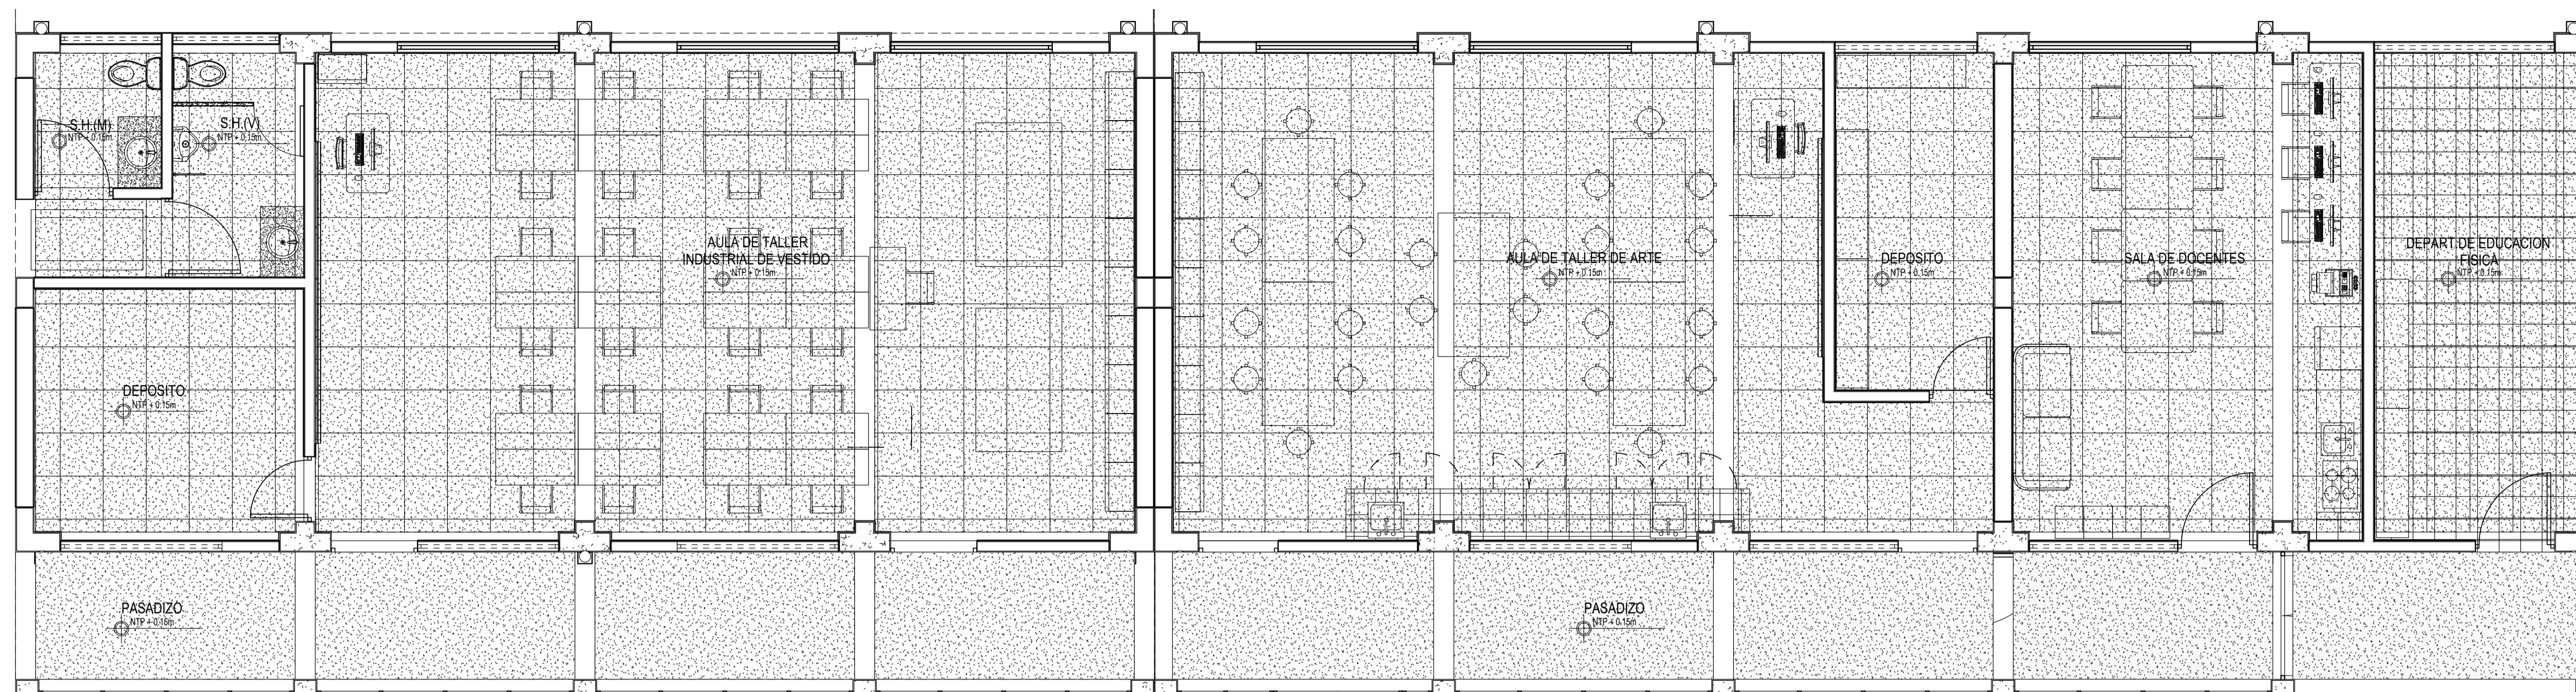 S.H.(M)
NTP + 0.15m
S.H.(V)
NTP + 0.15m
AULA DE TALLER
INDUSTRIAL DE VESTIDO
NTP + 0.15m
AULA DE TALLER DE ARTE
NTP + 0.15m
DEPOSITO
NTP + 0.15m
SALA DE DOCENTES
NTP + 0.15m
DEPART.DE EDUCACION
FISICA
NTP + 0.15m
DEPOSITO
NTP + 0.15m
PASADIZO
NTP + 0.15m
PASADIZO
NTP + 0.15m